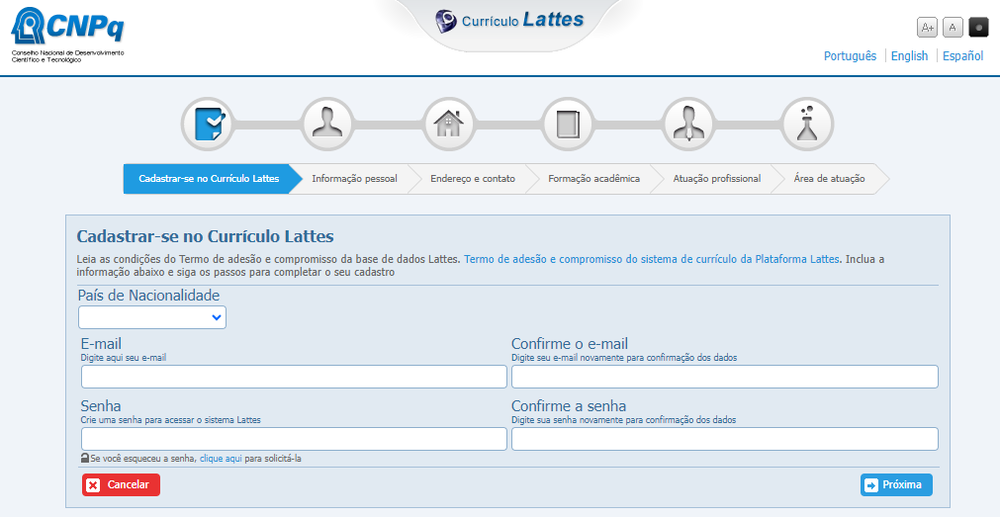 CNPq
Conselho Nacional de Desenvolvimento
Científico e Tecnológico
Currículo Lattes
A+ A
Português English Español
Cadastrar-se no Currículo Lattes Informação pessoal Endereço e contato Formação acadêmica Atuação profissional Área de atuação
Cadastrar-se no Currículo Lattes
Leia as condições do Termo de adesão e compromisso da base de dados Lattes. Termo de adesão e compromisso do sistema de currículo da Plataforma Lattes. Inclua a
informação abaixo e siga os passos para completar o seu cadastro
País de Nacionalidade
E-mail Confirme o e-mail
Digite aqui seu e-mail Digite seu e-mail novamente para confirmação dos dados
Senha Confirme a senha
Crie uma senha para acessar o sistema Lattes Digite sua senha novamente para confirmação dos dados
Se você esqueceu a senha, clique aqui para solicitá-la
Cancelar Próxima